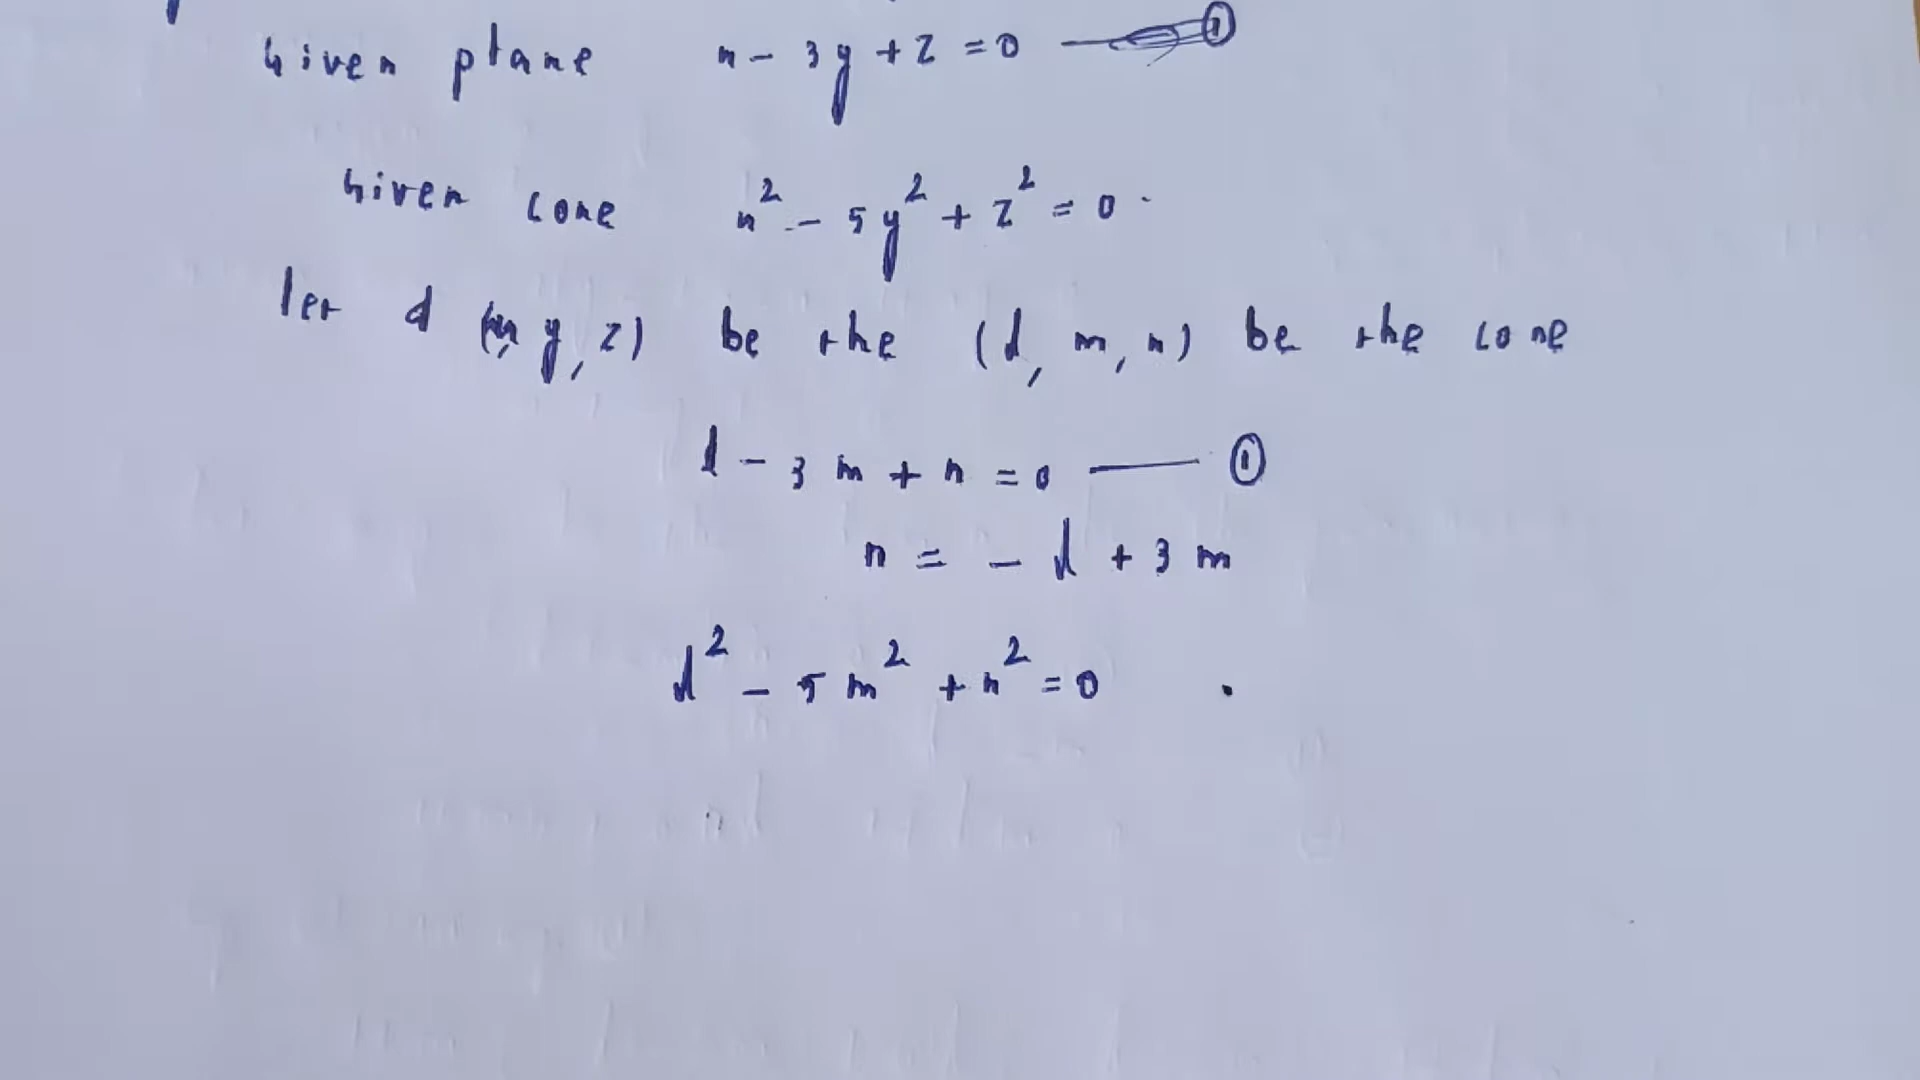 Given plane x - 3y + z = 0 —— ①
Given cone x² - 5y² + z² = 0.
let d (x, y, z) be the (l, m, n) be the cone
l - 3m + n = 0 —— ①
n = - l + 3m
l² - 5m² + n² = 0 .